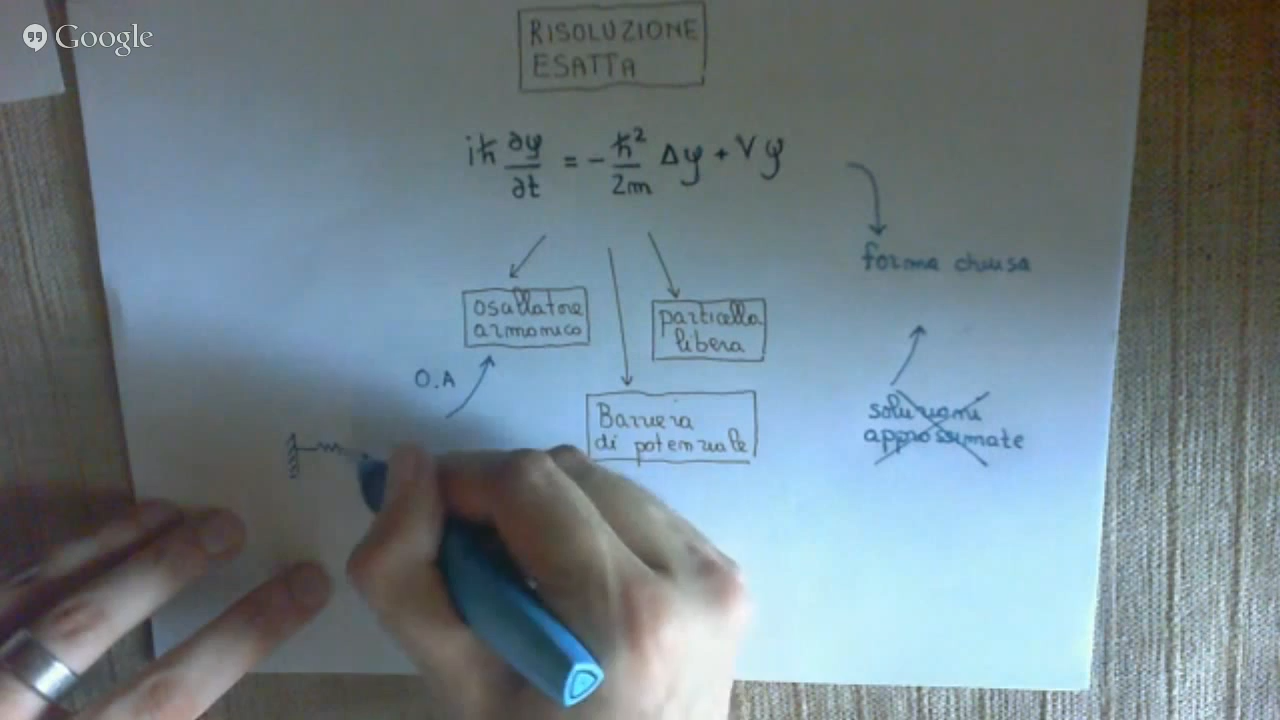 Google
RISOLUZIONE
ESATTA
iħ ∂ψ/∂t = - ħ²/2m Δψ + Vψ
forma chiusa
oscillatore
armonico
particella
libera
O.A
Barriera
di potenziale
soluzioni
approssimate